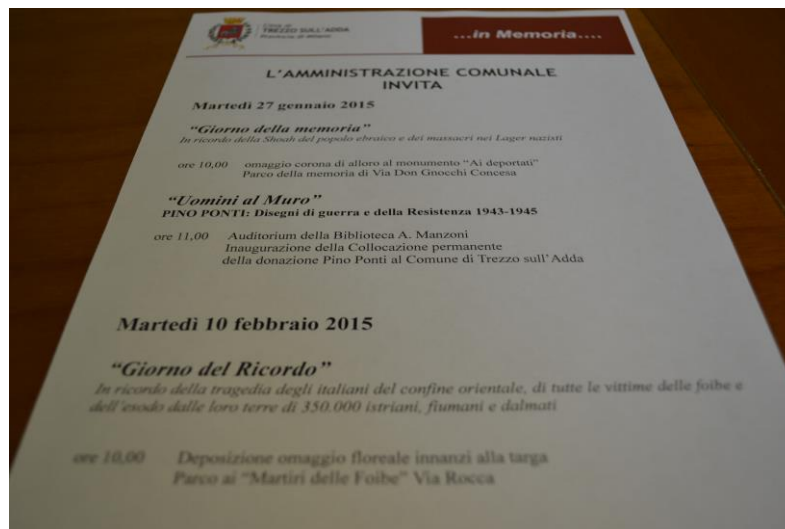 Città di
TREZZO SULL'ADDA
Provincia di Milano
...in Memoria....
L'AMMINISTRAZIONE COMUNALE
INVITA
Martedì 27 gennaio 2015
“Giorno della memoria”
In ricordo della Shoah del popolo ebraico e dei massacri nei Lager nazisti
ore 10,00 omaggio corona di alloro al monumento “Ai deportati”
Parco della memoria di Via Don Gnocchi Concesa
“Uomini al Muro”
PINO PONTI: Disegni di guerra e della Resistenza 1943-1945
ore 11,00 Auditorium della Biblioteca A. Manzoni
Inaugurazione della Collocazione permanente
della donazione Pino Ponti al Comune di Trezzo sull'Adda
Martedì 10 febbraio 2015
“Giorno del Ricordo”
In ricordo della tragedia degli italiani del confine orientale, di tutte le vittime delle foibe e
dell'esodo dalle loro terre di 350.000 istriani, fiumani e dalmati
ore 10,00 Deposizione omaggio floreale innanzi alla targa
Parco ai “Martiri delle Foibe” Via Rocca